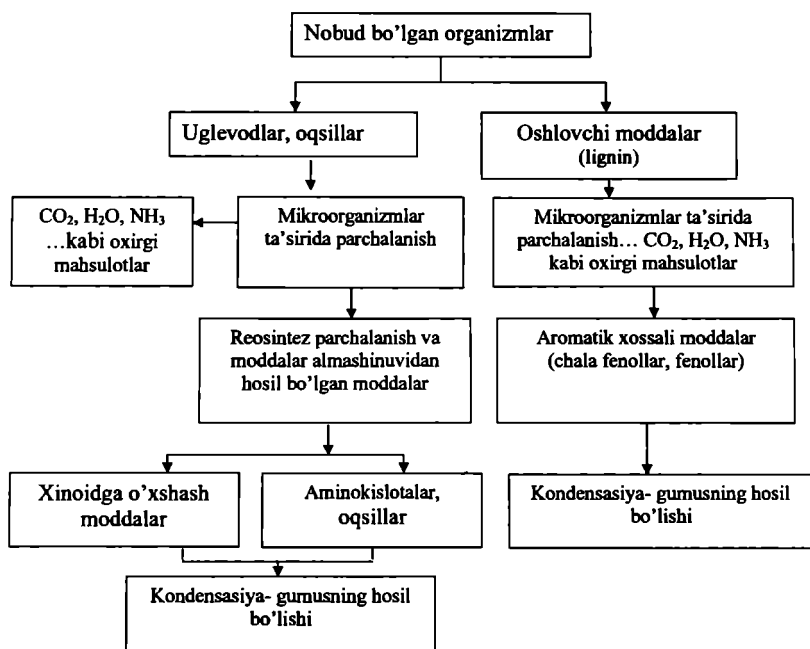 Nobud bo’lgan organizmlar
Uglevodlar, oqsillar
Oshlovchi moddalar
(lignin)
CO₂, H₂O, NH₃
…kabi oxirgi
mahsulotlar
Mikroorganizmlar
ta’sirida parchalanish
Mikroorganizmlar ta’sirida
parchalanish… CO₂, H₂O, NH₃
kabi oxirgi mahsulotlar
Reosintez parchalanish va
moddalar almashinuvidan
hosil bo’lgan moddalar
Aromatik xossali moddalar
(chala fenollar, fenollar)
Xinoidga o’xshash
moddalar
Aminokislotalar,
oqsillar
Kondensasiya- gumusning hosil
bo’lishi
Kondensasiya- gumusning hosil
bo’lishi